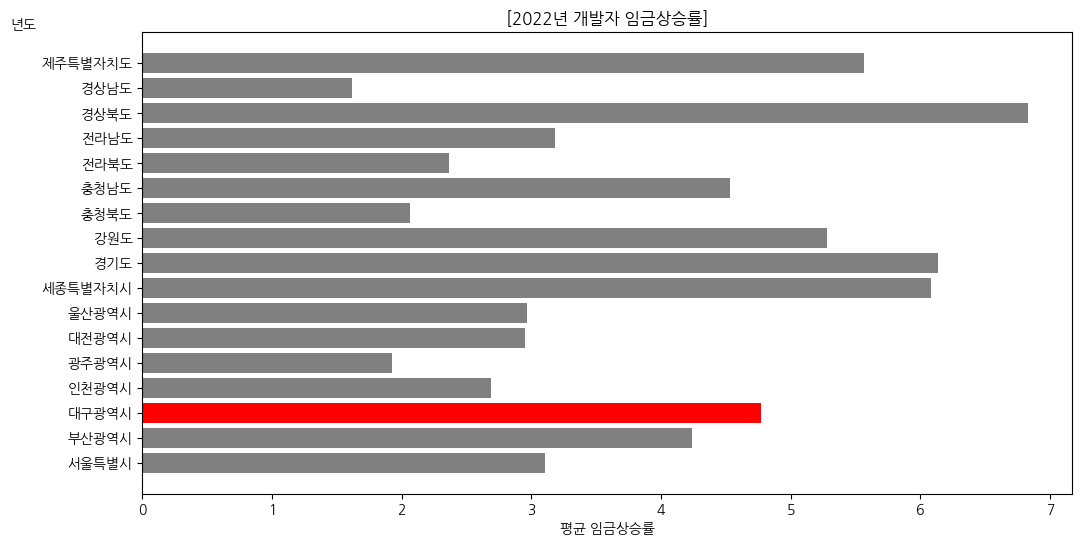 [2022년 개발자 임금상승률]
년도
제주특별자치도
경상남도
경상북도
전라남도
전라북도
충청남도
충청북도
강원도
경기도
세종특별자치시
울산광역시
대전광역시
광주광역시
인천광역시
대구광역시
부산광역시
서울특별시
0 1 2 3 4 5 6 7
평균 임금상승률